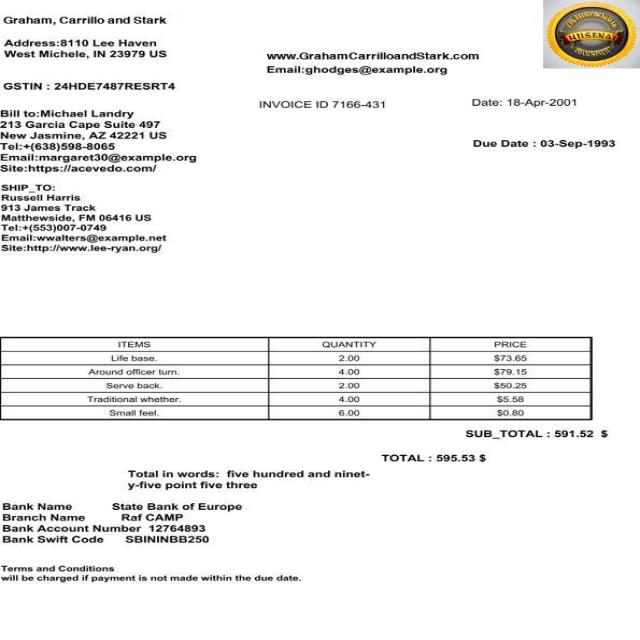 Graham, Carrillo and Stark
Address:8110 Lee Haven
West Michele, IN 23979 US
www.GrahamCarrilloandStark.com
Email:ghodges@example.org
GSTIN : 24HDE7487RESRT4
INVOICE ID 7166-431
Date: 18-Apr-2001
Due Date : 03-Sep-1993
Bill to:Michael Landry
213 Garcia Cape Suite 497
New Jasmine, AZ 42221 US
Tel:+(638)598-8065
Email:margaret30@example.org
Site:https://acevedo.com/
SHIP_TO:
Russell Harris
913 James Track
Matthewside, FM 06416 US
Tel:+(553)007-0749
Email:wwalters@example.net
Site:http://www.lee-ryan.org/
ITEMS QUANTITY PRICE
Life base. 2.00 $73.65
Around officer turn. 4.00 $79.15
Serve back. 2.00 $50.25
Traditional whether. 4.00 $5.58
Small feel. 6.00 $0.80
SUB_TOTAL : 591.52 $
TOTAL : 595.53 $
Total in words: five hundred and ninet-
y-five point five three
Bank Name State Bank of Europe
Branch Name Raf CAMP
Bank Account Number 12764893
Bank Swift Code SBININBB250
Terms and Conditions
will be charged if payment is not made within the due date.